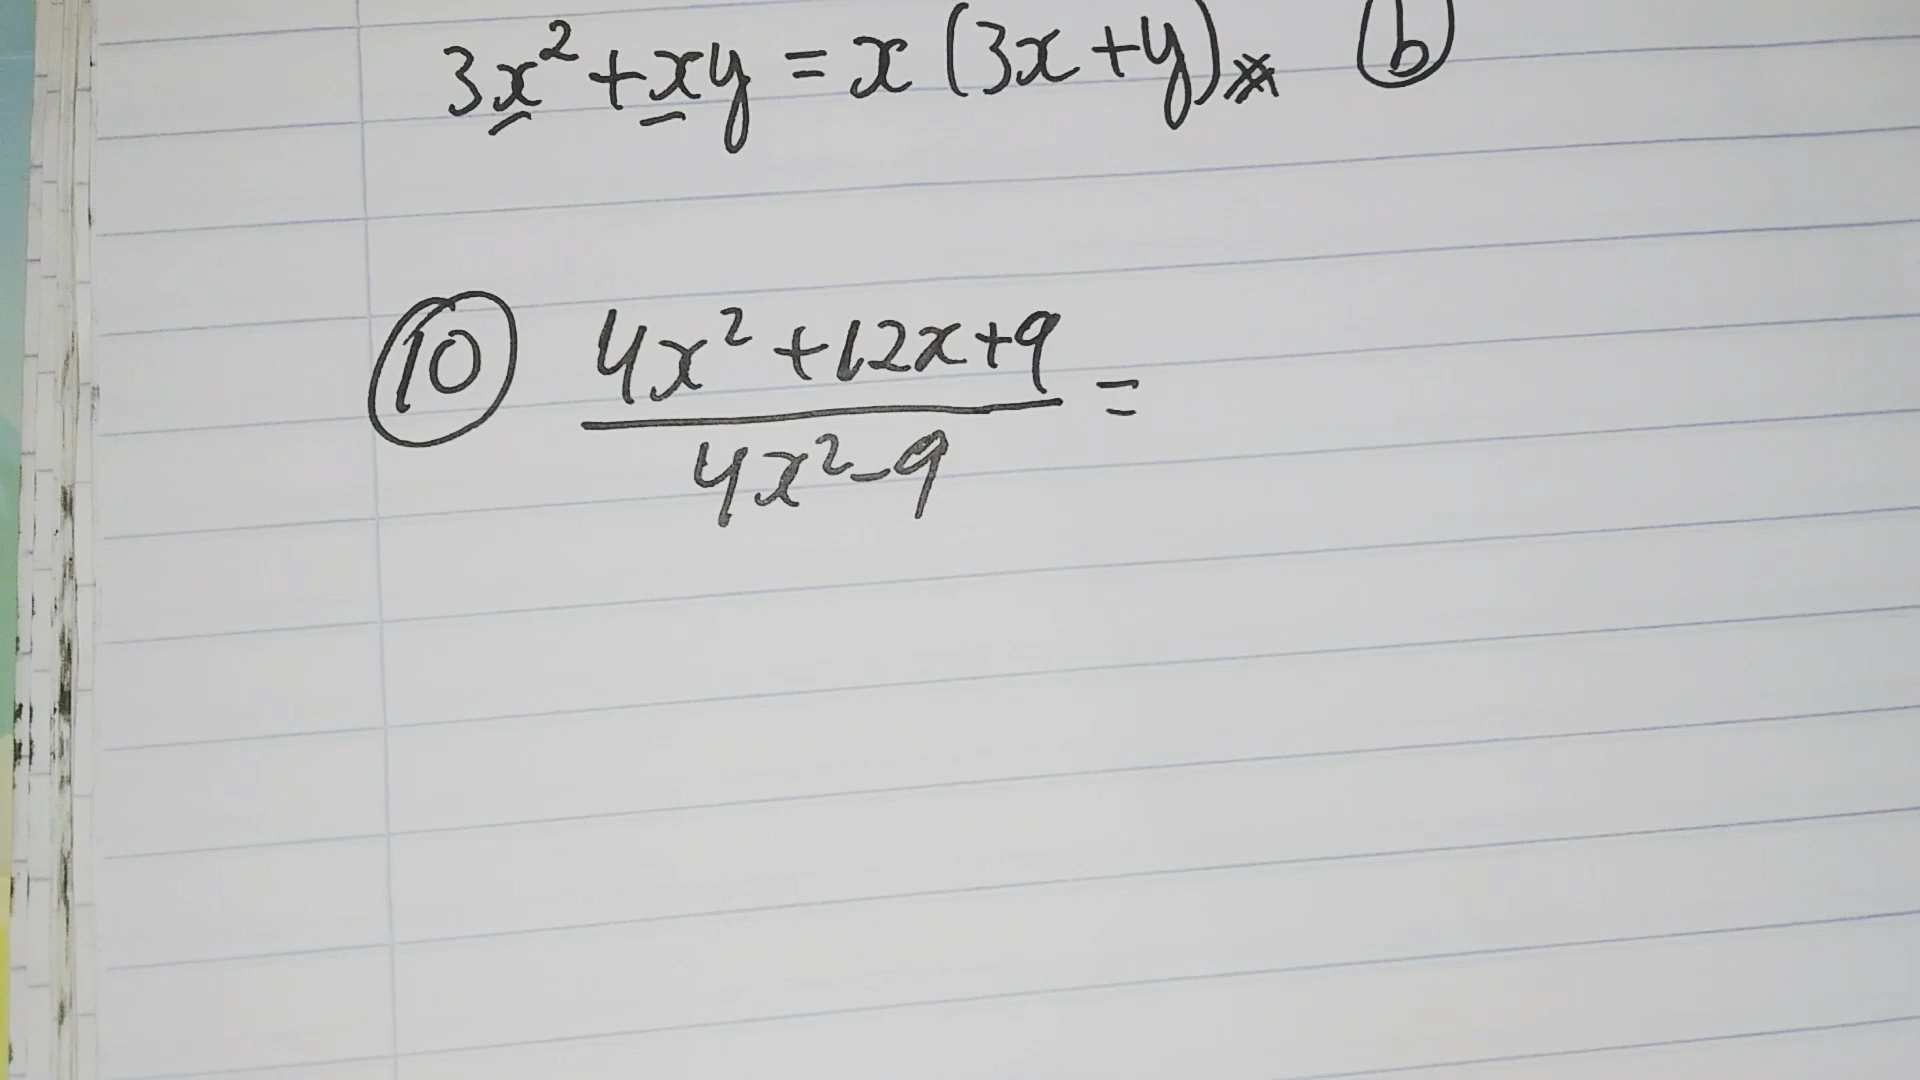 3x² + xy = x (3x + y) ※ (b)
(10) 4x² + 12x + 9 =
4x² - 9